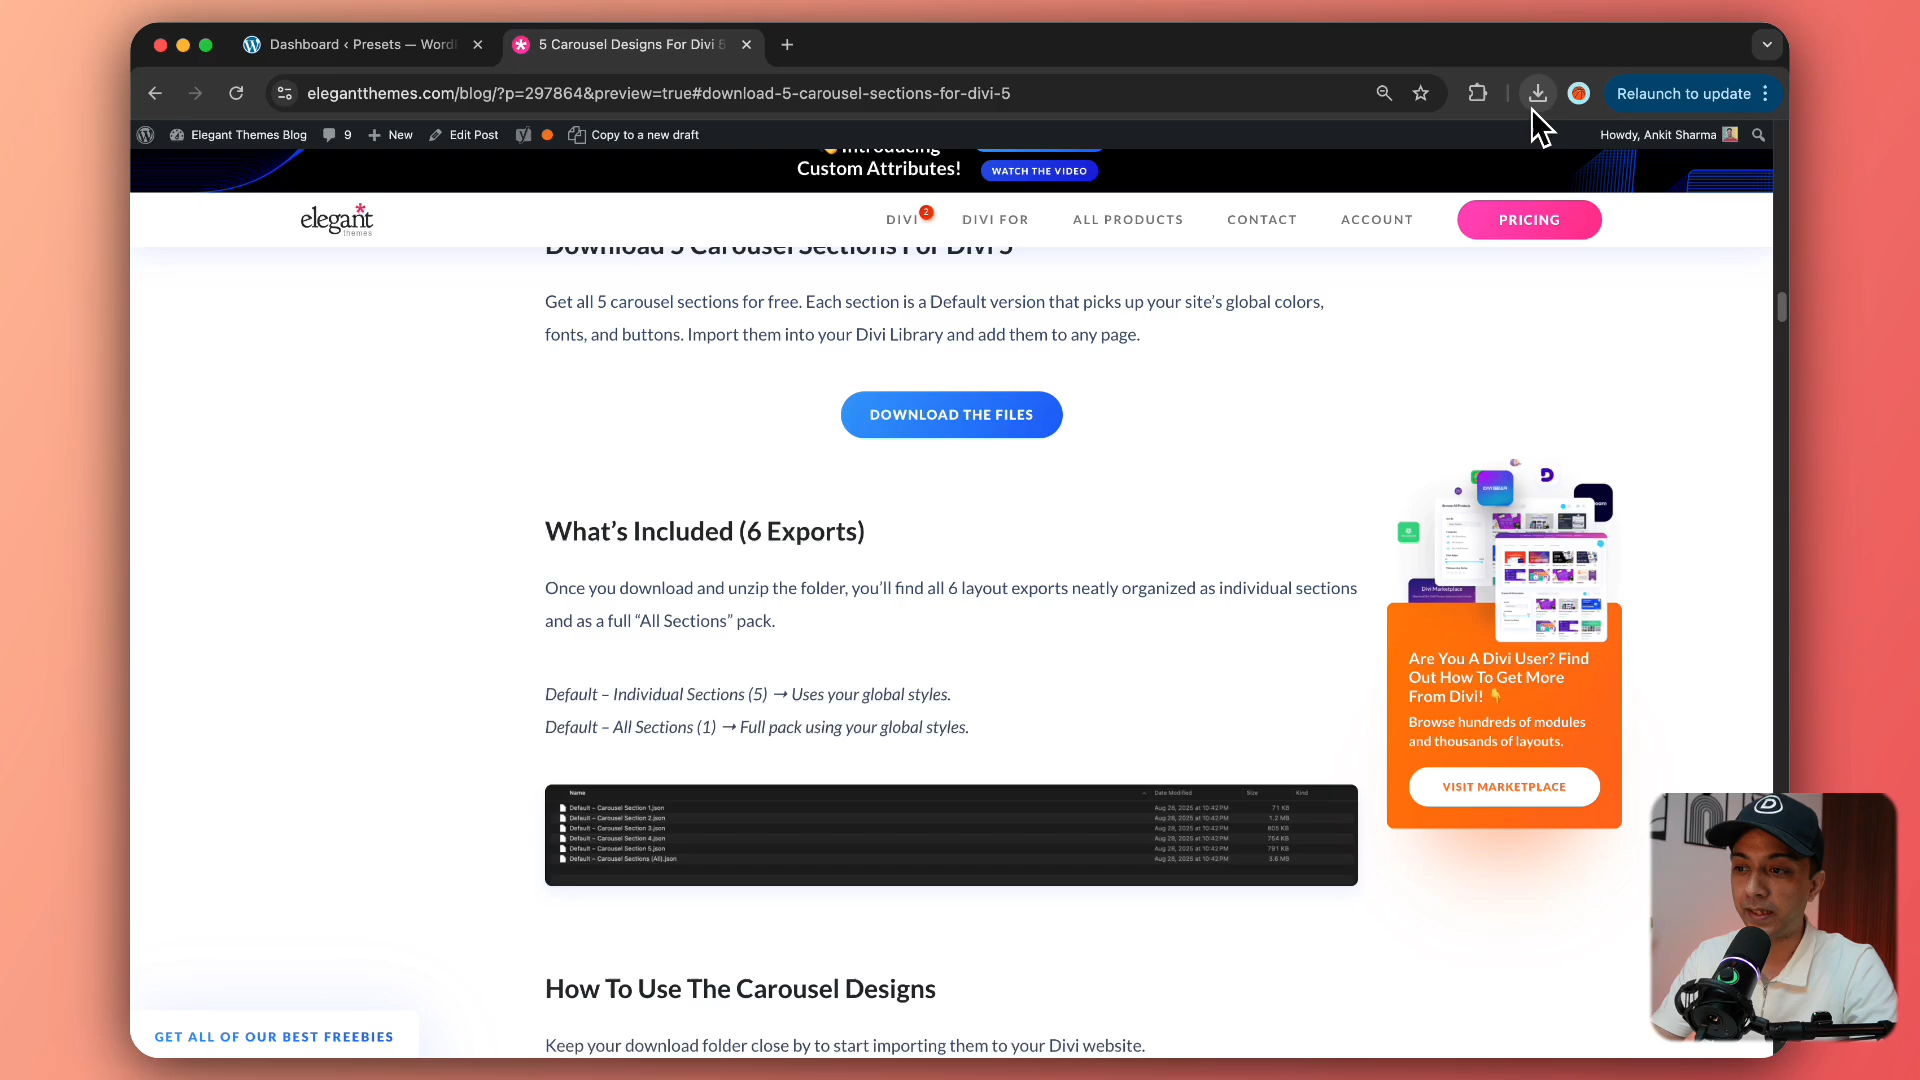 Dashboard ‹ Presets — Word
5 Carousel Designs For Divi 5
elegantthemes.com/blog/?p=297864&preview=true#download-5-carousel-sections-for-divi-5
Relaunch to update
Elegant Themes Blog
9
New
Edit Post
Copy to a new draft
Howdy, Ankit Sharma
Introducing
Custom Attributes!
WATCH THE VIDEO
elegant
themes
DIVI
2
DIVI FOR
ALL PRODUCTS
CONTACT
ACCOUNT
PRICING
Download 5 Carousel Sections For Divi 5
Get all 5 carousel sections for free. Each section is a Default version that picks up your site’s global colors,
fonts, and buttons. Import them into your Divi Library and add them to any page.
DOWNLOAD THE FILES
What’s Included (6 Exports)
Once you download and unzip the folder, you’ll find all 6 layout exports neatly organized as individual sections
and as a full “All Sections” pack.
Default – Individual Sections (5) → Uses your global styles.
Default – All Sections (1) → Full pack using your global styles.
Name Date Modified Size Kind
Default – Carousel Section 1.json Aug 28, 2025 at 10:42 PM 71 KB
Default – Carousel Section 2.json Aug 28, 2025 at 10:42 PM 1.2 MB
Default – Carousel Section 3.json Aug 28, 2025 at 10:42 PM 805 KB
Default – Carousel Section 4.json Aug 28, 2025 at 10:42 PM 754 KB
Default – Carousel Section 5.json Aug 28, 2025 at 10:42 PM 791 KB
Default – Carousel Sections (All).json Aug 28, 2025 at 10:42 PM 3.6 MB
Divi Marketplace
Are You A Divi User? Find
Out How To Get More
From Divi! 👇
Browse hundreds of modules
and thousands of layouts.
VISIT MARKETPLACE
How To Use The Carousel Designs
Keep your download folder close by to start importing them to your Divi website.
GET ALL OF OUR BEST FREEBIES